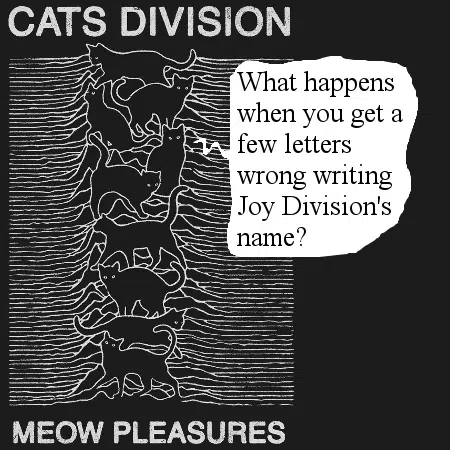 CATS DIVISION
What happens
when you get a
few letters
wrong writing
Joy Division's
name?
MEOW PLEASURES